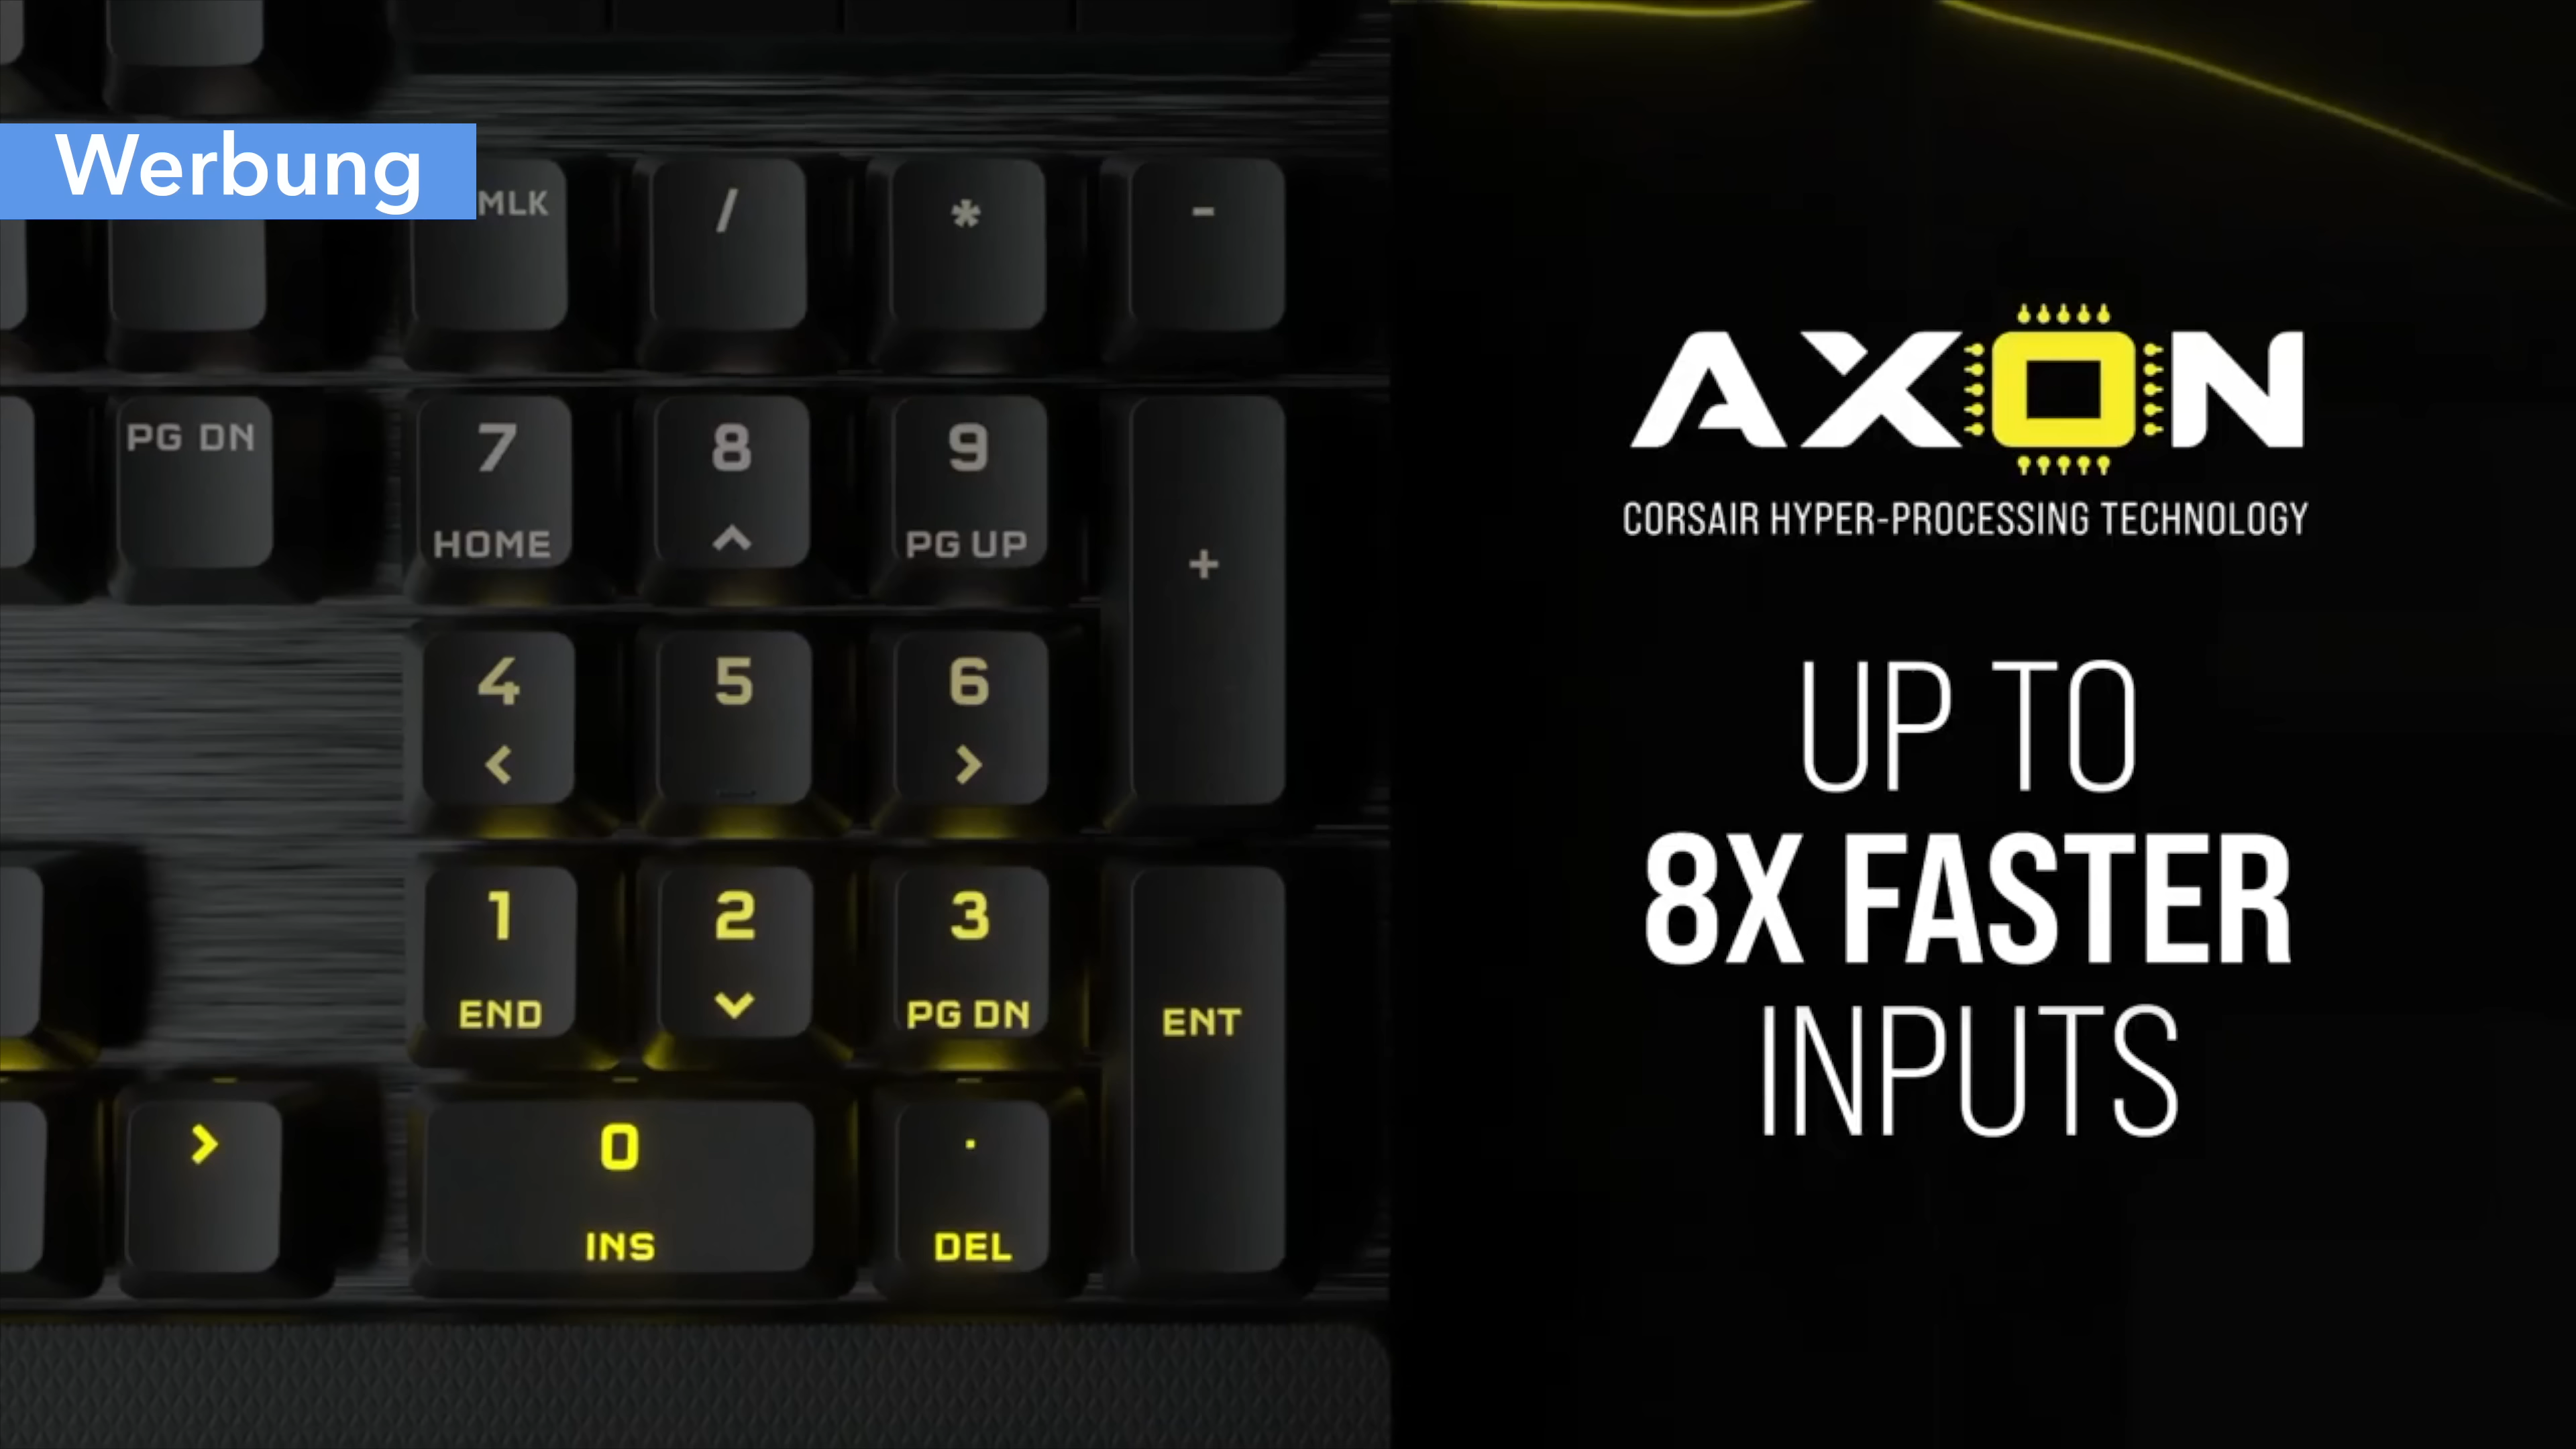 Werbung
MLK / * -
PG DN 7 8 9
HOME ^ PG UP
+
4 5 6
< >
1 2 3
END PG DN
ENT
> 0 .
INS DEL
AXON
CORSAIR HYPER-PROCESSING TECHNOLOGY
UP TO
8X FASTER
INPUTS